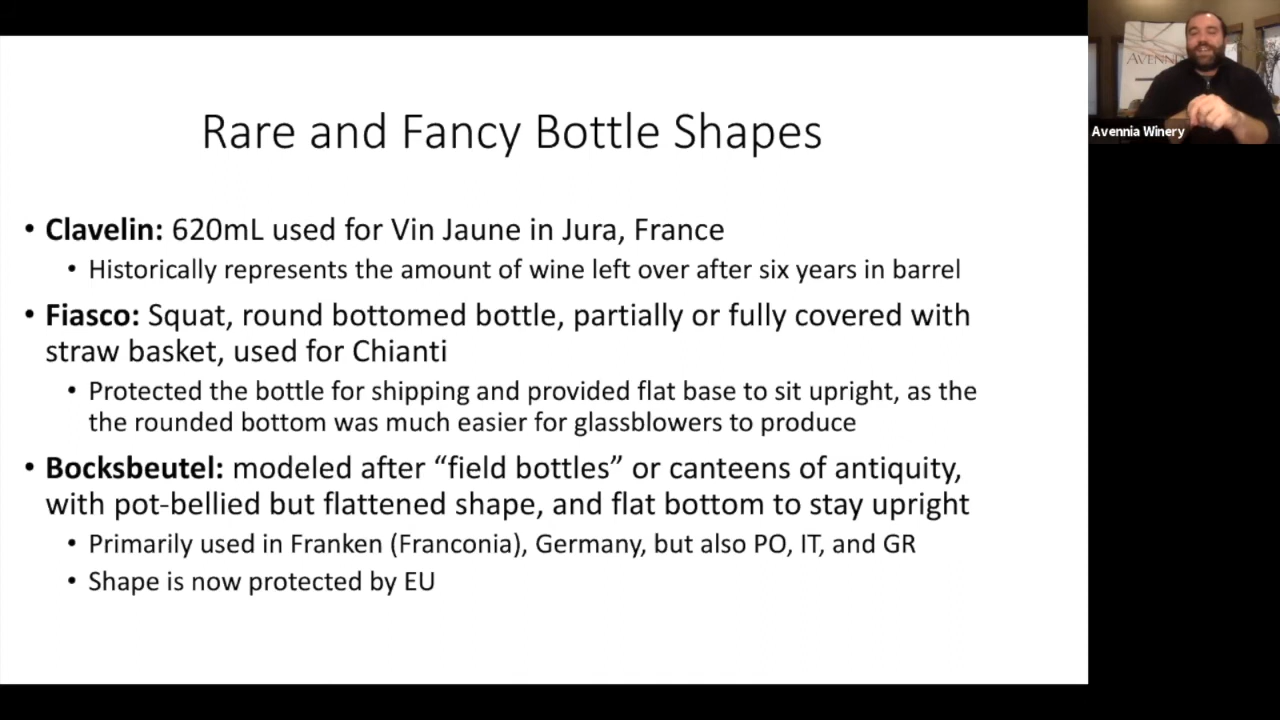 Rare and Fancy Bottle Shapes
• Clavelin: 620mL used for Vin Jaune in Jura, France
• Historically represents the amount of wine left over after six years in barrel
• Fiasco: Squat, round bottomed bottle, partially or fully covered with
straw basket, used for Chianti
• Protected the bottle for shipping and provided flat base to sit upright, as the
the rounded bottom was much easier for glassblowers to produce
• Bocksbeutel: modeled after “field bottles” or canteens of antiquity,
with pot-bellied but flattened shape, and flat bottom to stay upright
• Primarily used in Franken (Franconia), Germany, but also PO, IT, and GR
• Shape is now protected by EU
Avennia Winery